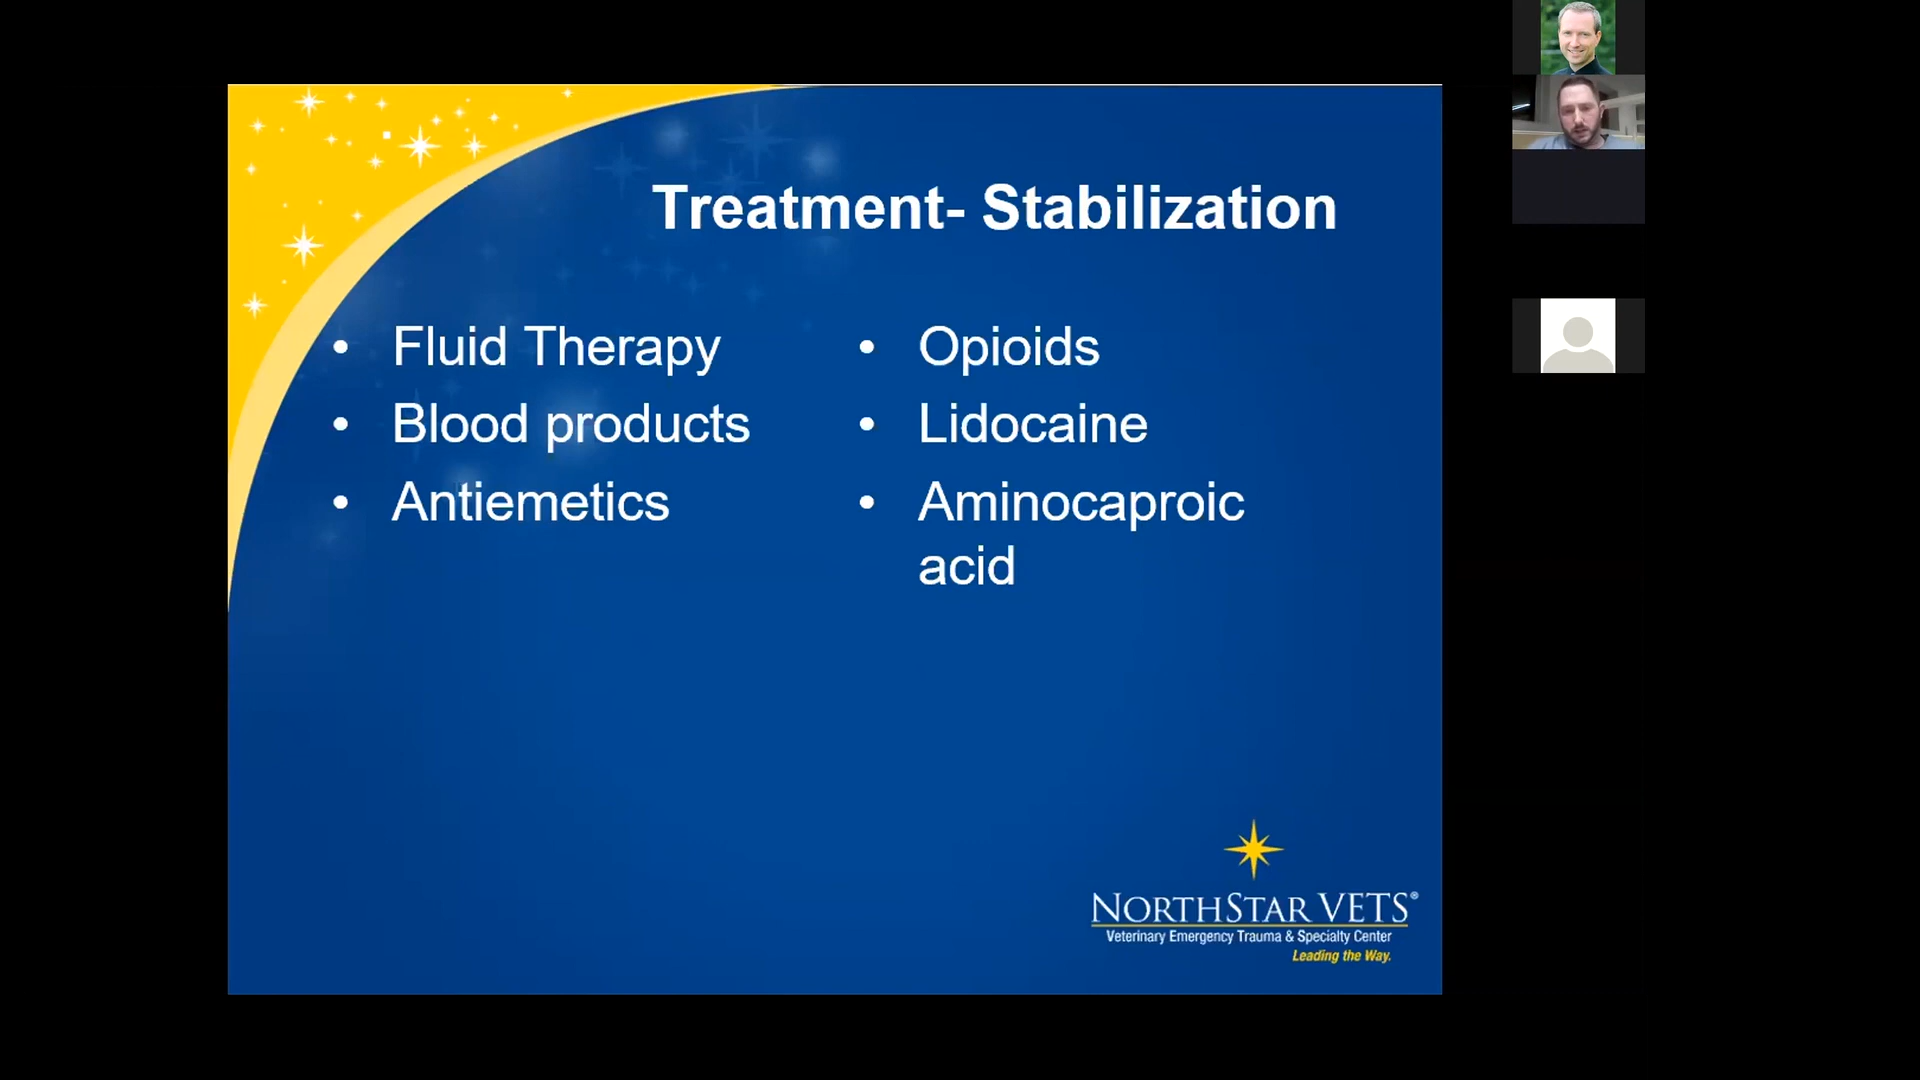 Treatment- Stabilization
• Fluid Therapy
• Blood products
• Antiemetics
• Opioids
• Lidocaine
• Aminocaproic
acid
NORTHSTAR VETS®
Veterinary Emergency Trauma & Specialty Center
Leading the Way.